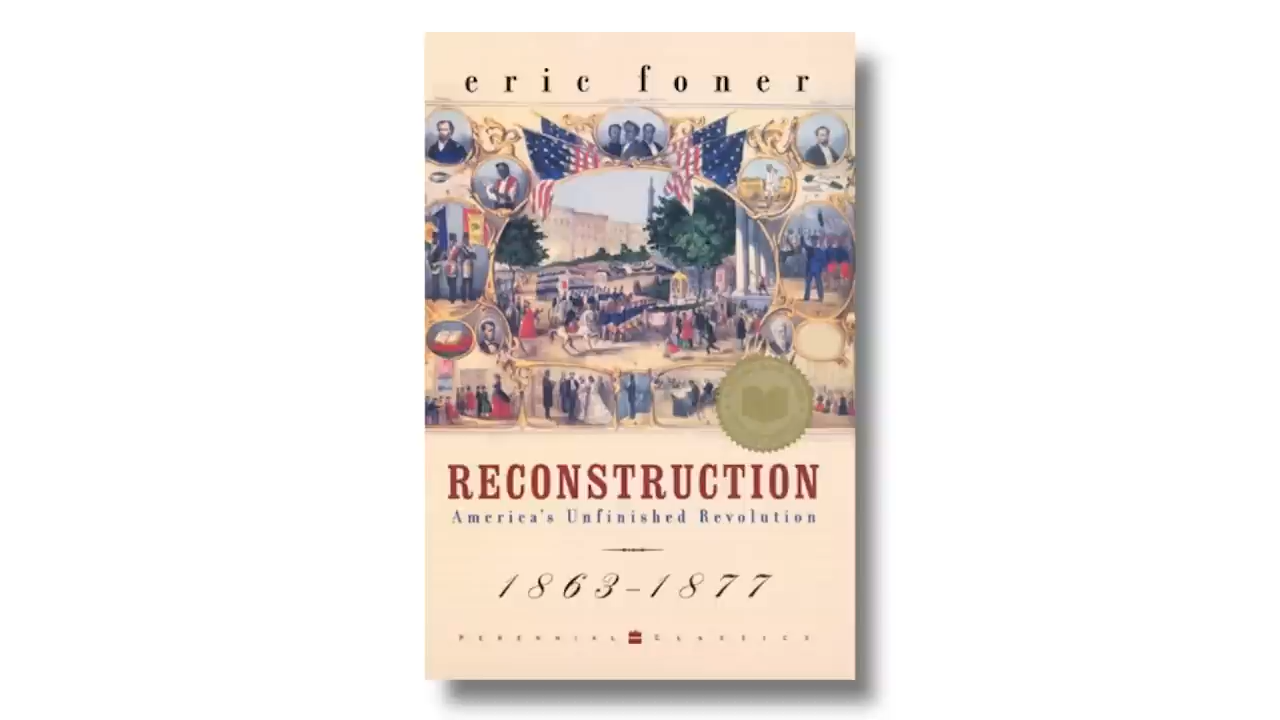 eric foner
RECONSTRUCTION
America's Unfinished Revolution
1863–1877
PERENNIAL CLASSICS